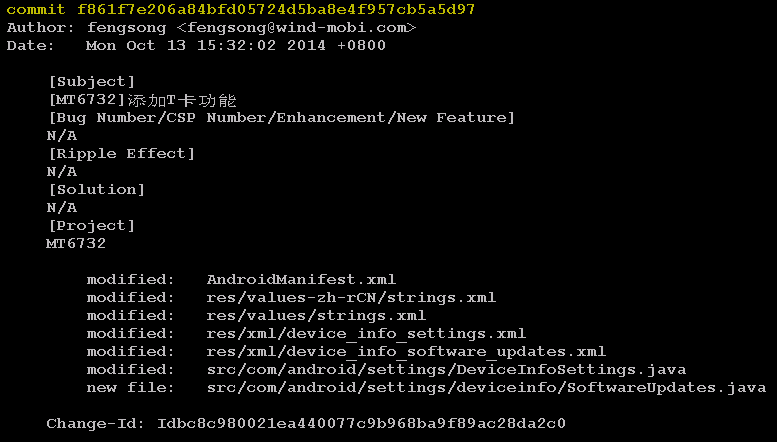 commit f861f7e206a84bfd05724d5ba8e4f957cb5a5d97
Author: fengsong <fengsong@wind-mobi.com>
Date:   Mon Oct 13 15:32:02 2014 +0800
[Subject]
[MT6732]添加T卡功能
[Bug Number/CSP Number/Enhancement/New Feature]
N/A
[Ripple Effect]
N/A
[Solution]
N/A
[Project]
MT6732
modified:   AndroidManifest.xml
modified:   res/values-zh-rCN/strings.xml
modified:   res/values/strings.xml
modified:   res/xml/device_info_settings.xml
modified:   res/xml/device_info_software_updates.xml
modified:   src/com/android/settings/DeviceInfoSettings.java
new file:   src/com/android/settings/deviceinfo/SoftwareUpdates.java
Change-Id: Idbc8c980021ea440077c9b968ba9f89ac28da2c0